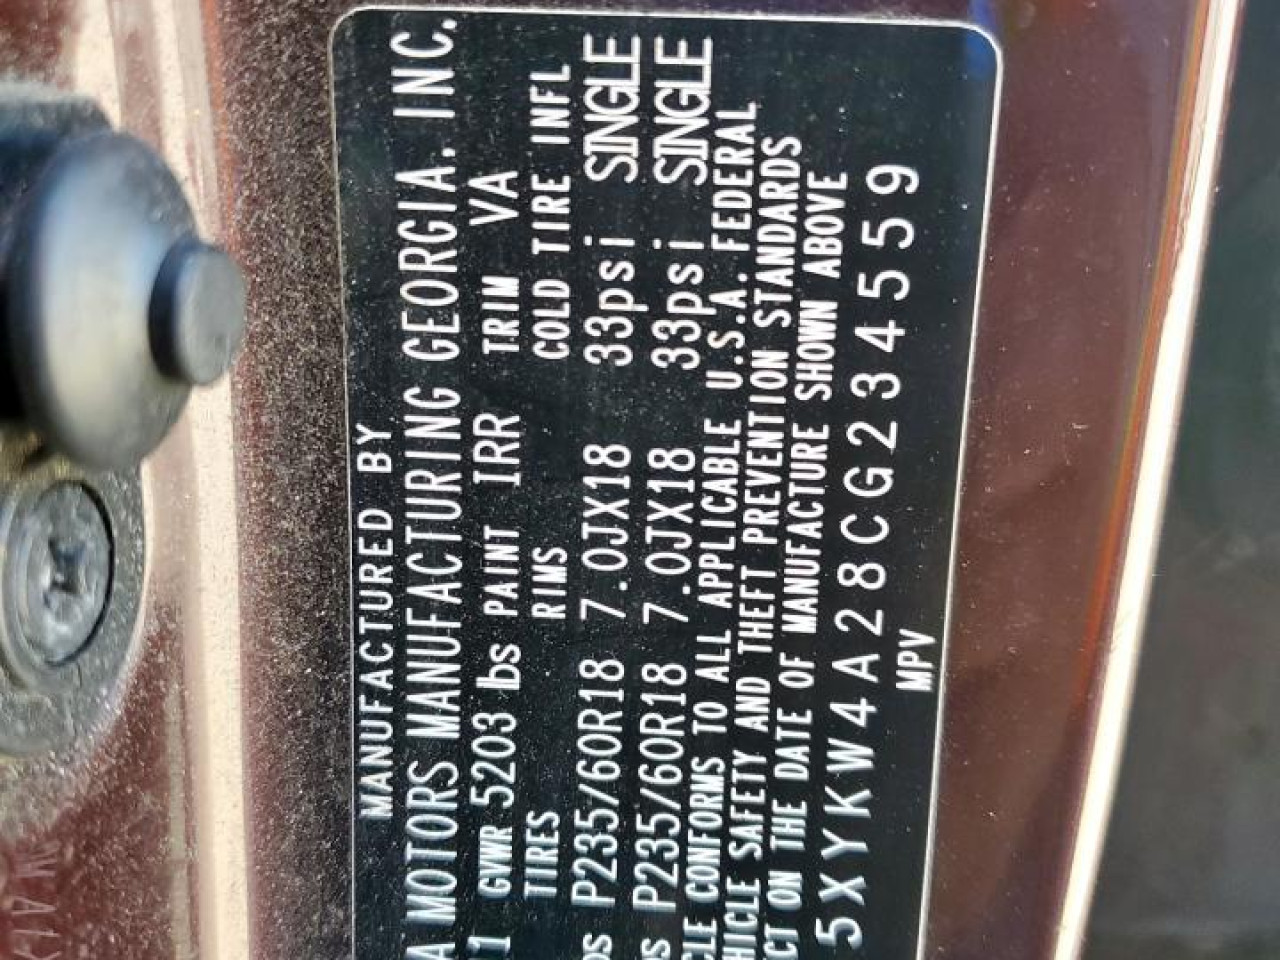 MANUFACTURED BY
A MOTORS MANUFACTURING GEORGIA. INC.
11 GVWR 5203 lbs PAINT IRR TRIM VA
TIRES RIMS COLD TIRE INFL
bs P235/60R18 7.0JX18 33psi SINGLE
bs P235/60R18 7.0JX18 33psi SINGLE
CLE CONFORMS TO ALL APPLICABLE U.S.A. FEDERAL
HICLE SAFETY AND THEFT PREVENTION STANDARDS
CT ON THE DATE OF MANUFACTURE SHOWN ABOVE
5XYKW4A28CG234559
MPV